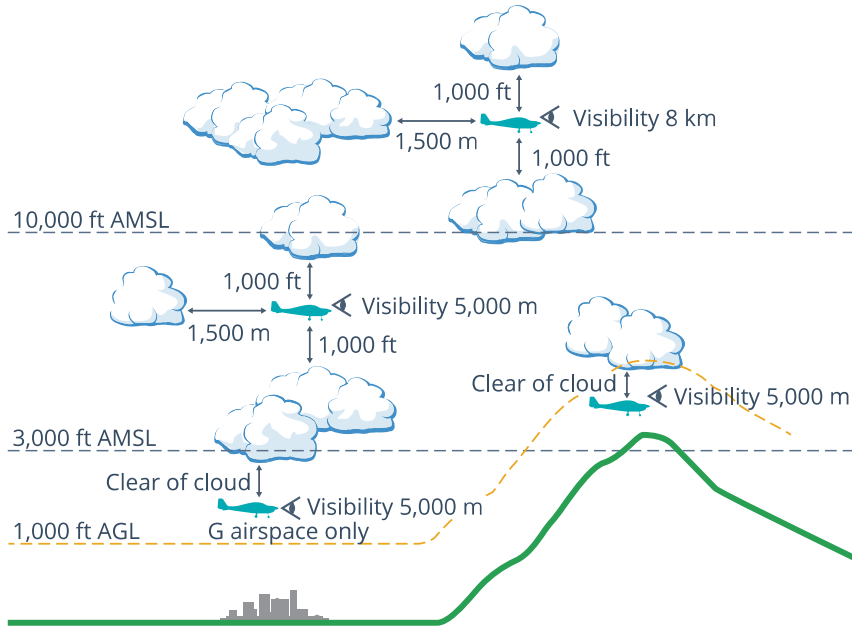 1,000 ft
Visibility 8 km
1,500 m
1,000 ft
10,000 ft AMSL
1,000 ft
Visibility 5,000 m
1,500 m
1,000 ft
Clear of cloud
Visibility 5,000 m
3,000 ft AMSL
Clear of cloud
Visibility 5,000 m
G airspace only
1,000 ft AGL